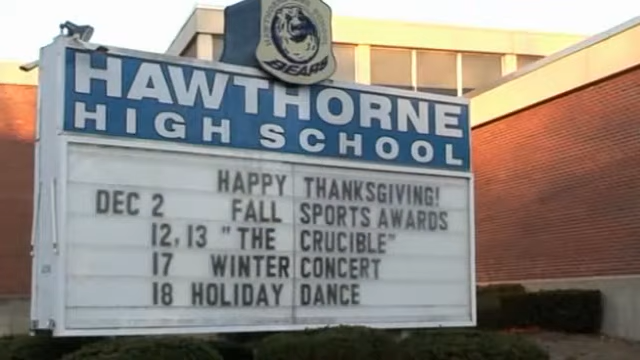 BEARS
HAWTHORNE
HIGH SCHOOL
HAPPY THANKSGIVING!
DEC 2 FALL SPORTS AWARDS
12,13 "THE CRUCIBLE"
17 WINTER CONCERT
18 HOLIDAY DANCE